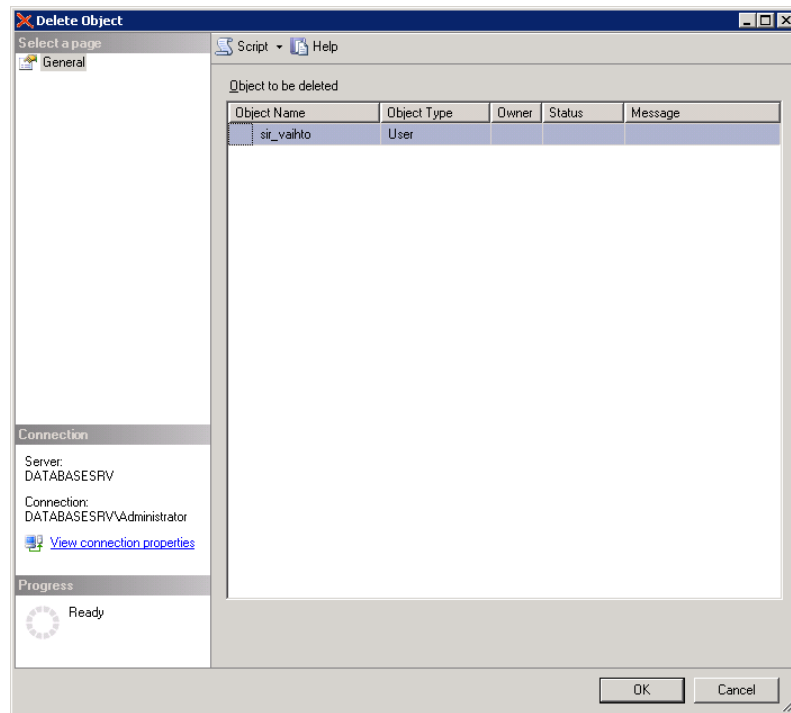 Delete Object
Select a page
General
Script Help
Object to be deleted
Object Name Object Type Owner Status Message
sir_vaihto User
Connection
Server:
DATABASESRV
Connection:
DATABASESRV\Administrator
View connection properties
Progress
Ready
OK Cancel